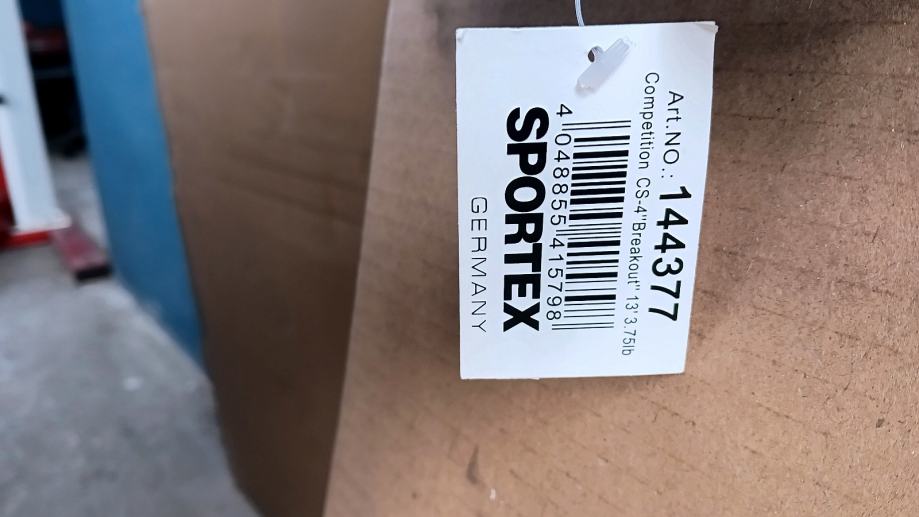 Art.NO.: 144377
Competition CS-4"Breakout" 13' 3.75lb
4 048855 415798
SPORTEX
GERMANY